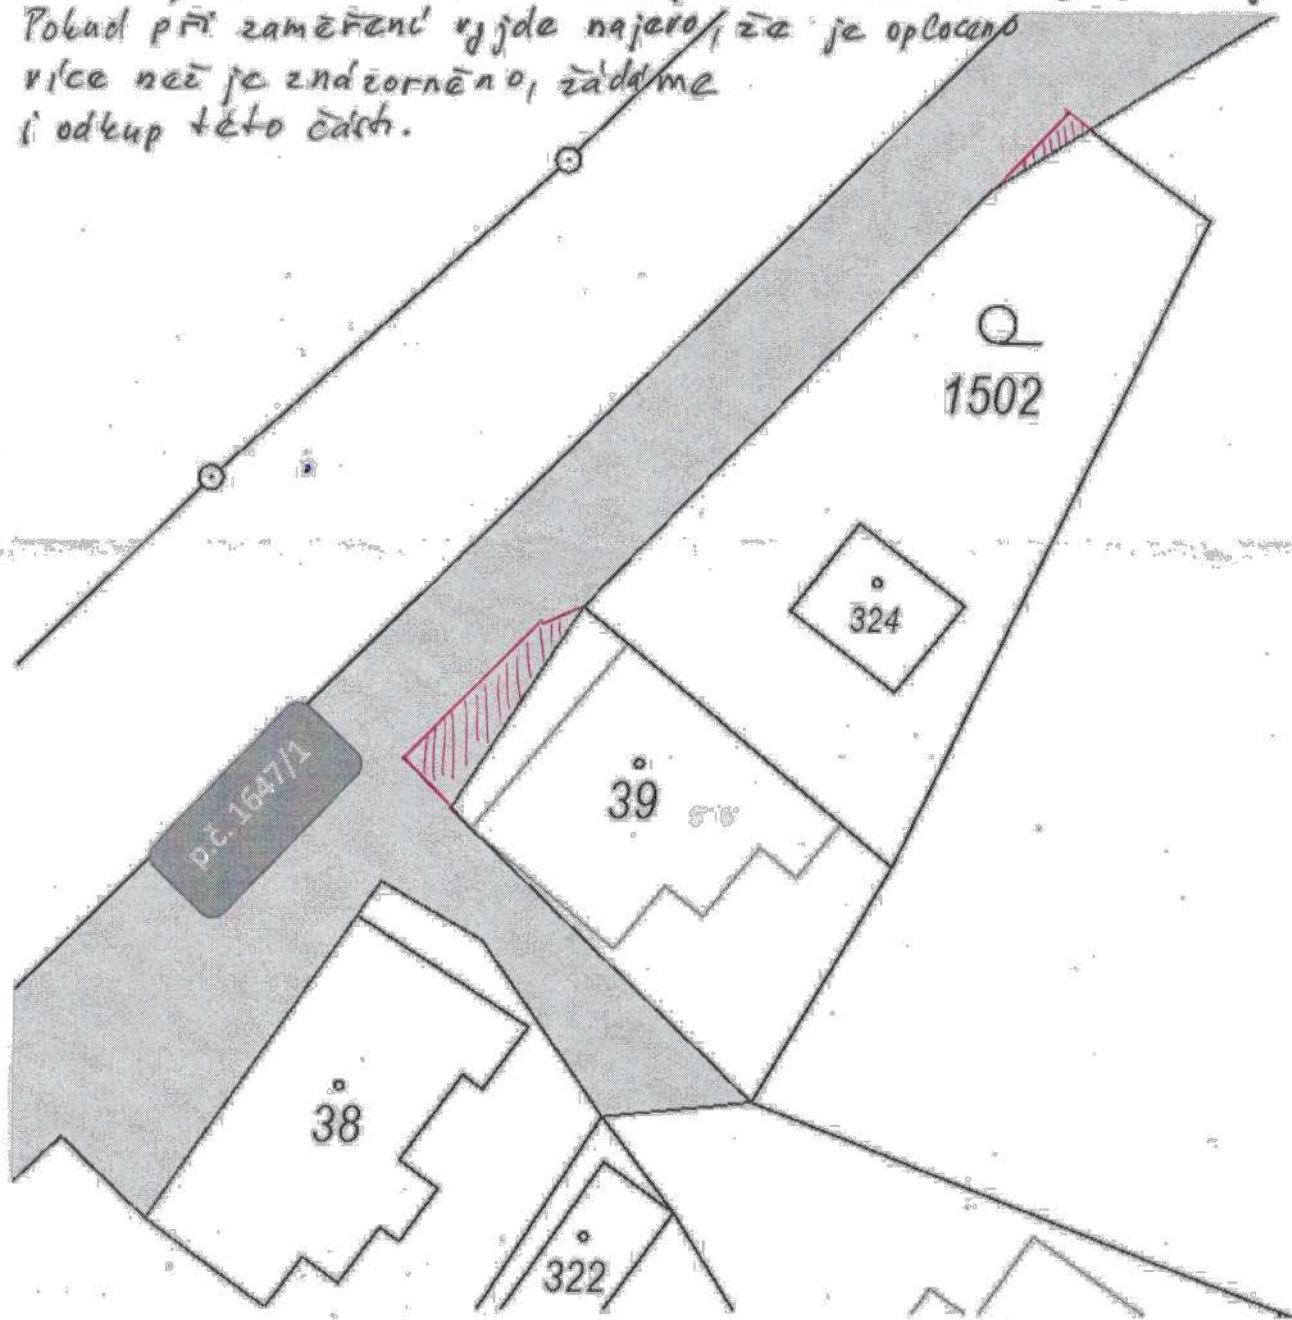 Pokud při zaměření vyjde najevo, že je oploceno
více než je znázorněno, žádáme
i odkup této části.
1502
324
39
p.č. 1647/1
38
322